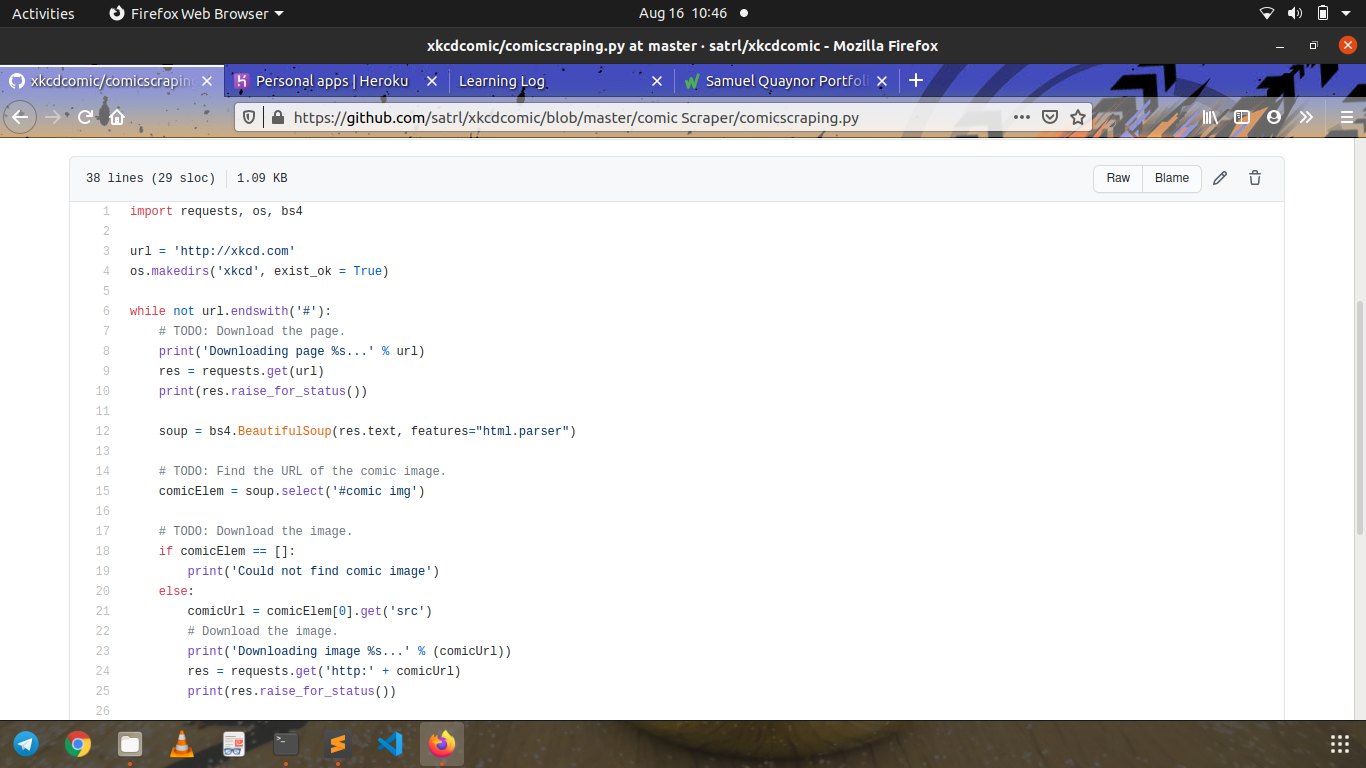 Activities Firefox Web Browser Aug 16 10:46
xkcdcomic/comicscraping.py at master · satrl/xkcdcomic - Mozilla Firefox
xkcdcomic/comicscraping Personal apps | Heroku Learning Log Samuel Quaynor Portfoli
https://github.com/satrl/xkcdcomic/blob/master/comic Scraper/comicscraping.py
38 lines (29 sloc) 1.09 KB Raw Blame
1 import requests, os, bs4
2
3 url = 'http://xkcd.com'
4 os.makedirs('xkcd', exist_ok = True)
5
6 while not url.endswith('#'):
7 # TODO: Download the page.
8 print('Downloading page %s...' % url)
9 res = requests.get(url)
10 print(res.raise_for_status())
11
12 soup = bs4.BeautifulSoup(res.text, features="html.parser")
13
14 # TODO: Find the URL of the comic image.
15 comicElem = soup.select('#comic img')
16
17 # TODO: Download the image.
18 if comicElem == []:
19 print('Could not find comic image')
20 else:
21 comicUrl = comicElem[0].get('src')
22 # Download the image.
23 print('Downloading image %s...' % (comicUrl))
24 res = requests.get('http:' + comicUrl)
25 print(res.raise_for_status())
26